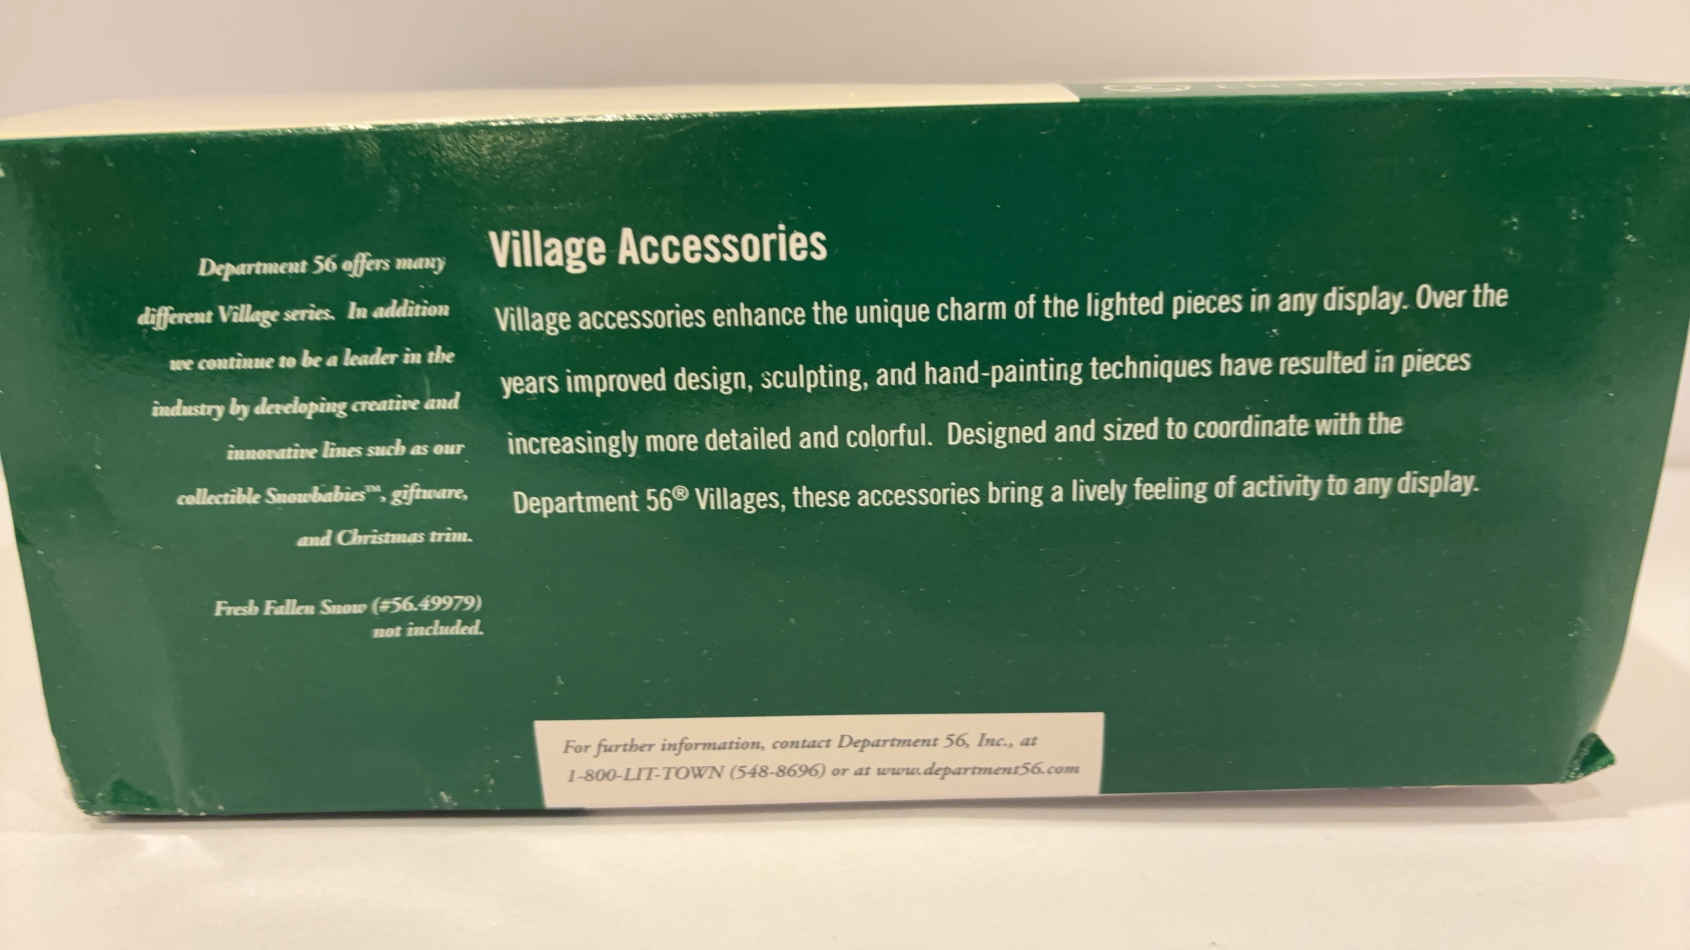 Department 56 offers many
different Village series. In addition
we continue to be a leader in the
industry by developing creative and
innovative lines such as our
collectible Snowbabies™, giftware,
and Christmas trim.
Fresh Fallen Snow (#56.49979)
not included.
Village Accessories
Village accessories enhance the unique charm of the lighted pieces in any display. Over the
years improved design, sculpting, and hand-painting techniques have resulted in pieces
increasingly more detailed and colorful. Designed and sized to coordinate with the
Department 56® Villages, these accessories bring a lively feeling of activity to any display.
For further information, contact Department 56, Inc., at
1-800-LIT-TOWN (548-8696) or at www.department56.com